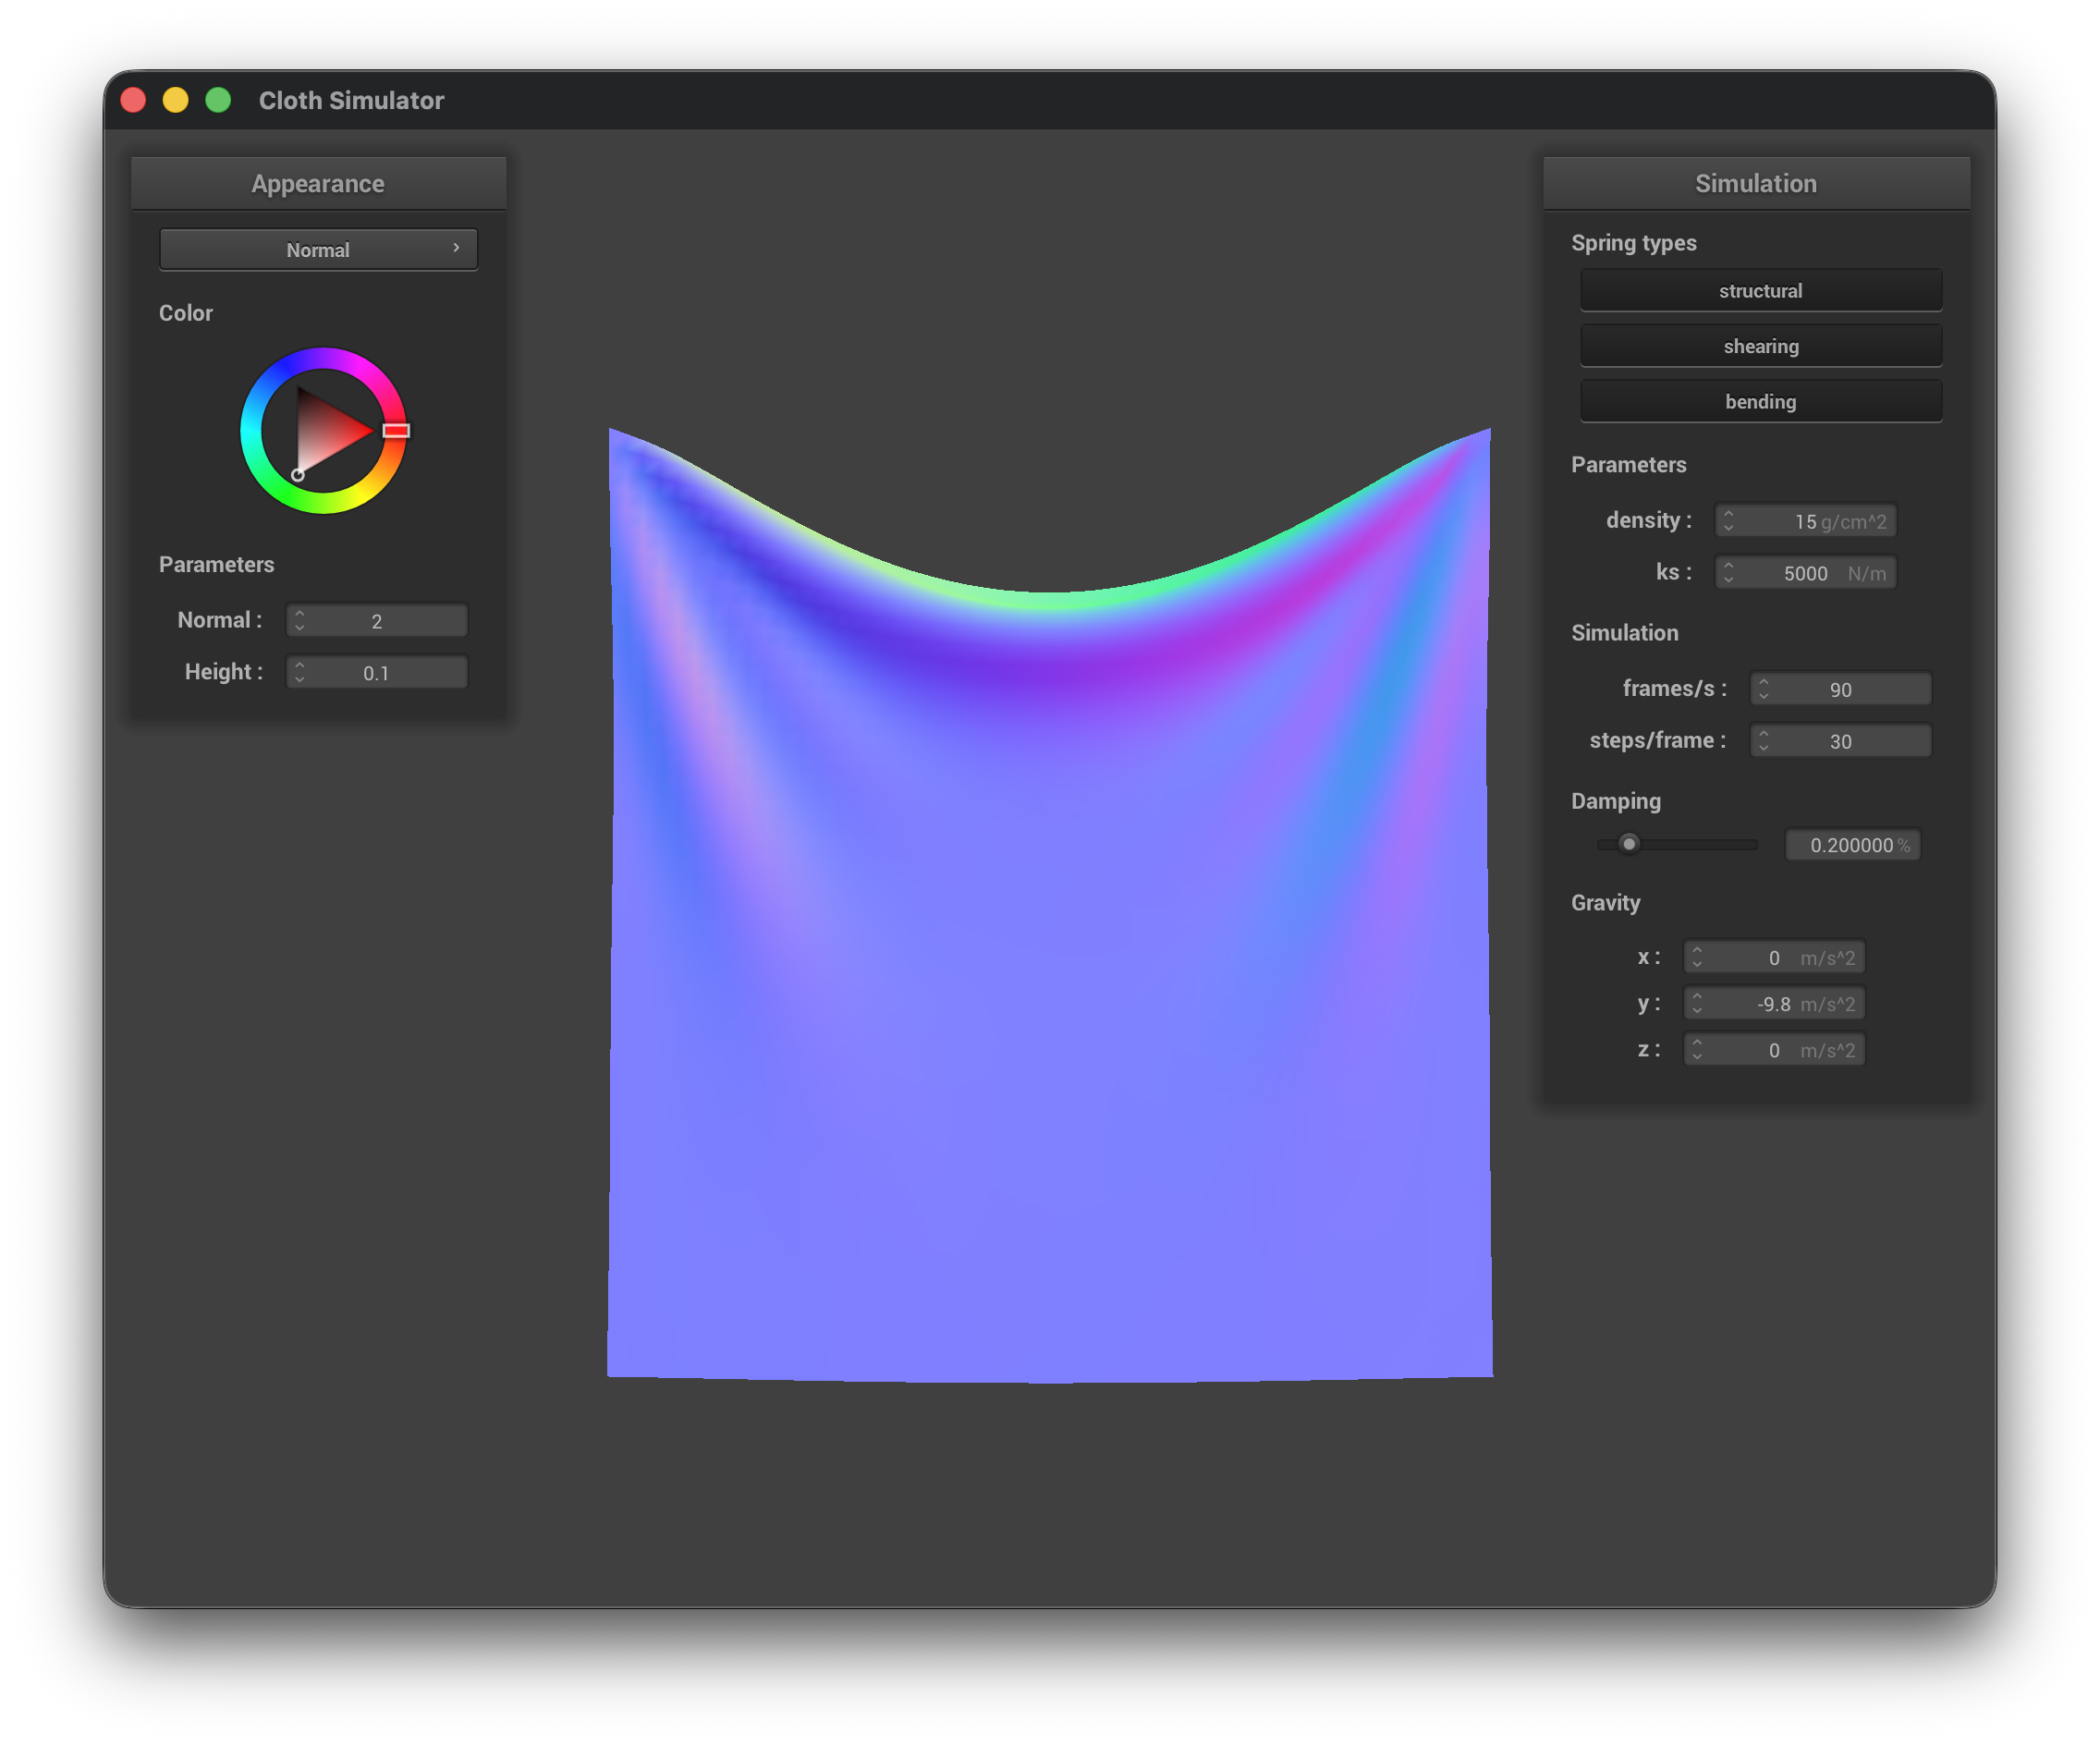 Cloth Simulator
Appearance
Normal
Color
Parameters
Normal : 2
Height : 0.1
Simulation
Spring types
structural
shearing
bending
Parameters
density : 15 g/cm^2
ks : 5000 N/m
Simulation
frames/s : 90
steps/frame : 30
Damping
0.200000 %
Gravity
x : 0 m/s^2
y : -9.8 m/s^2
z : 0 m/s^2